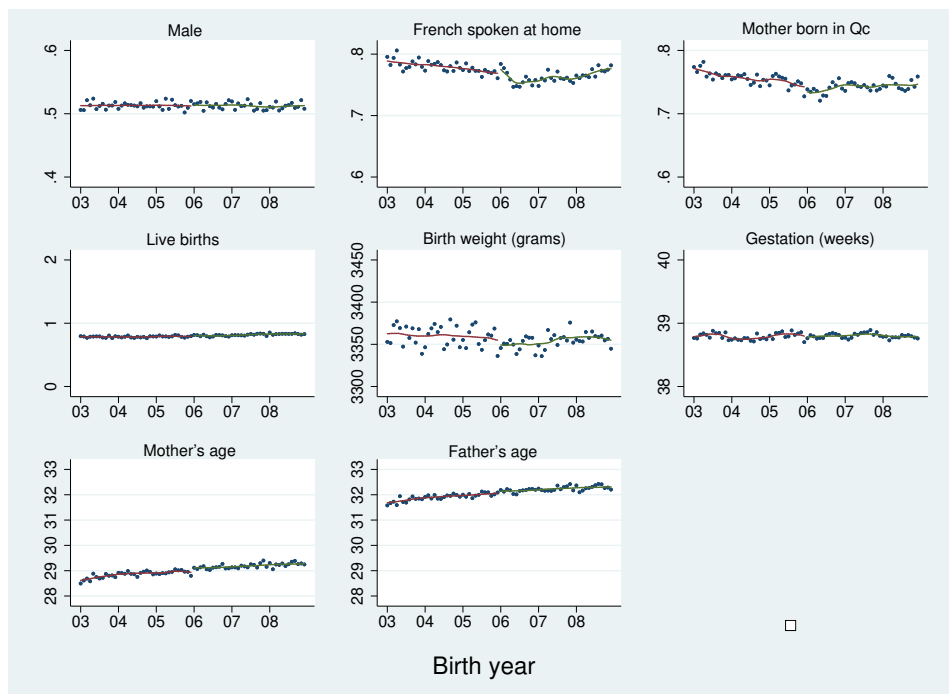 Male
.6
.5
.4
03 04 05 06 07 08
French spoken at home
.8
.7
.6
03 04 05 06 07 08
Mother born in Qc
.8
.7
.6
03 04 05 06 07 08
Live births
2
1
0
03 04 05 06 07 08
Birth weight (grams)
3450
3400
3350
3300
03 04 05 06 07 08
Gestation (weeks)
40
39
38
03 04 05 06 07 08
Mother's age
33
32
31
30
29
28
03 04 05 06 07 08
Father's age
33
32
31
30
29
28
03 04 05 06 07 08
Birth year